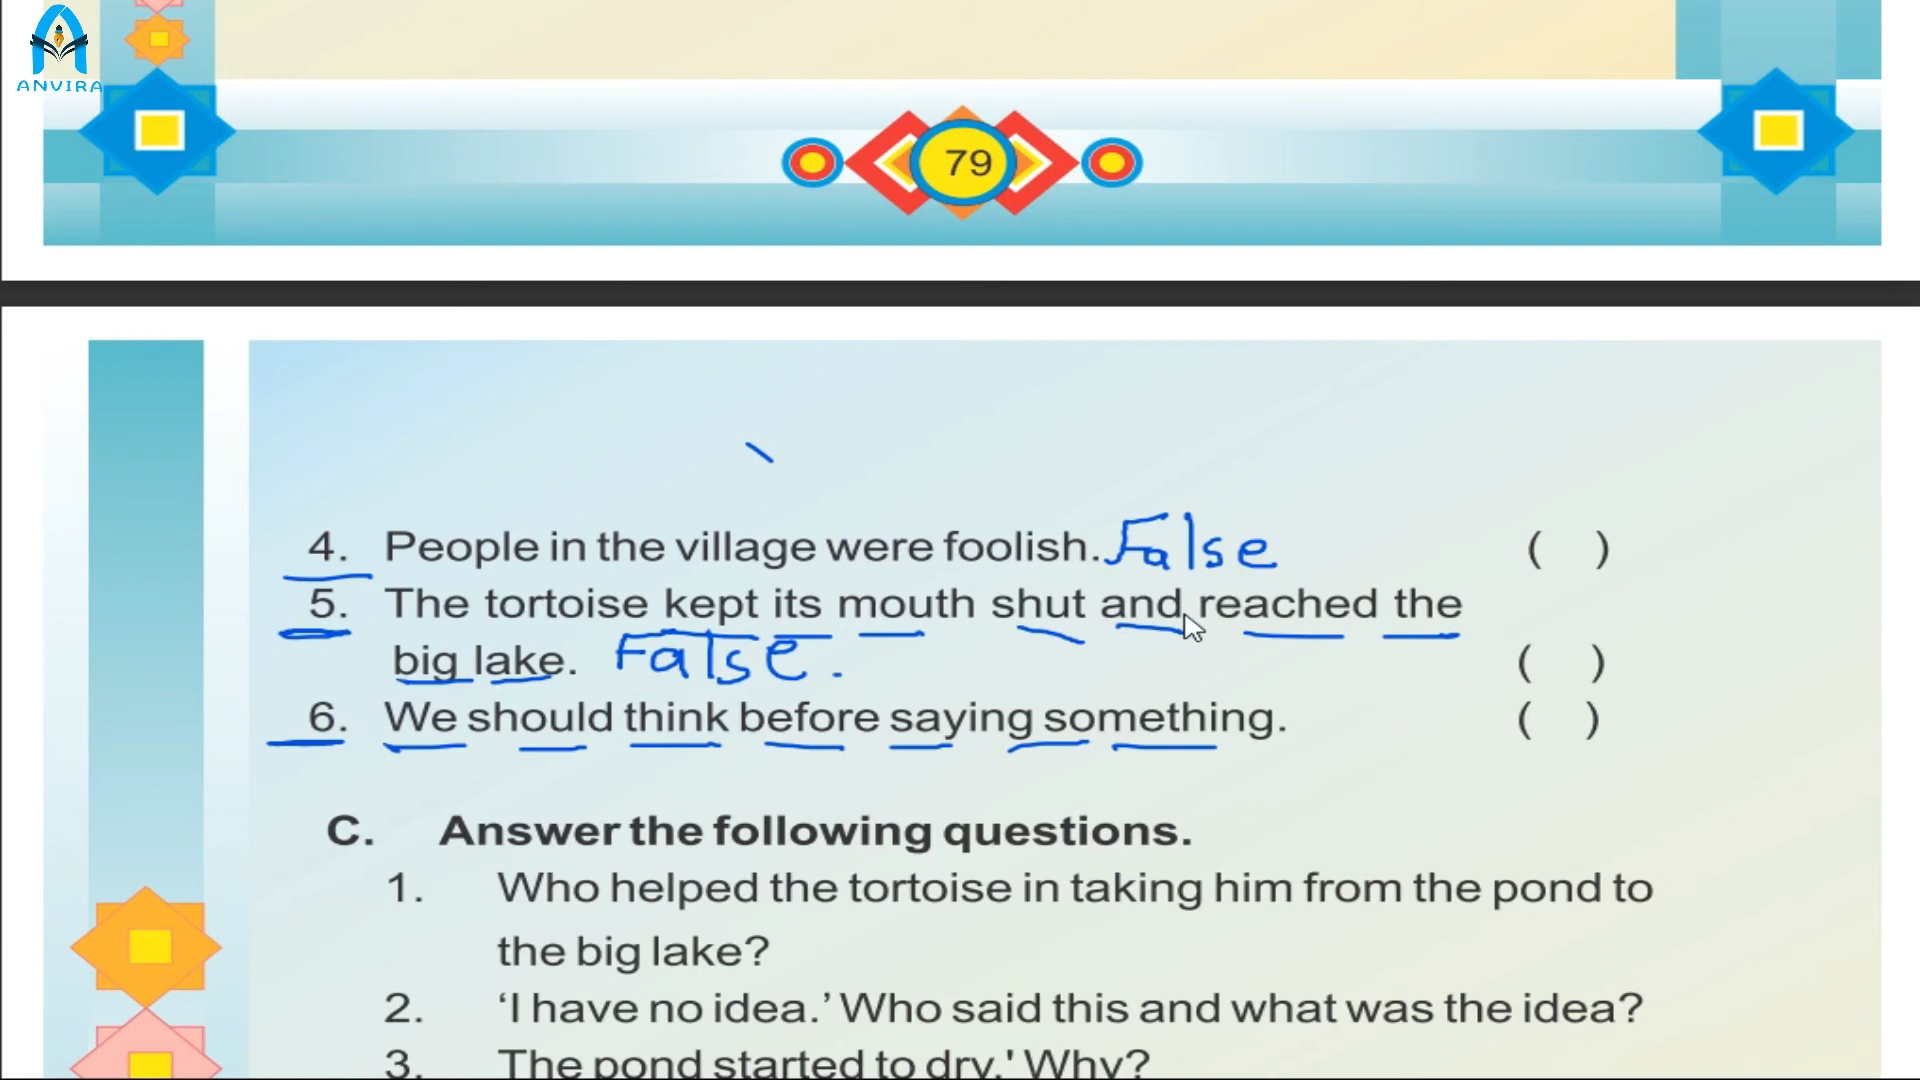 ANVIRA
79
4. People in the village were foolish. False ( )
5. The tortoise kept its mouth shut and reached the
big lake. False. ( )
6. We should think before saying something. ( )
C. Answer the following questions.
1. Who helped the tortoise in taking him from the pond to
the big lake?
2. ‘I have no idea.’ Who said this and what was the idea?
3. The pond started to dry.' Why?